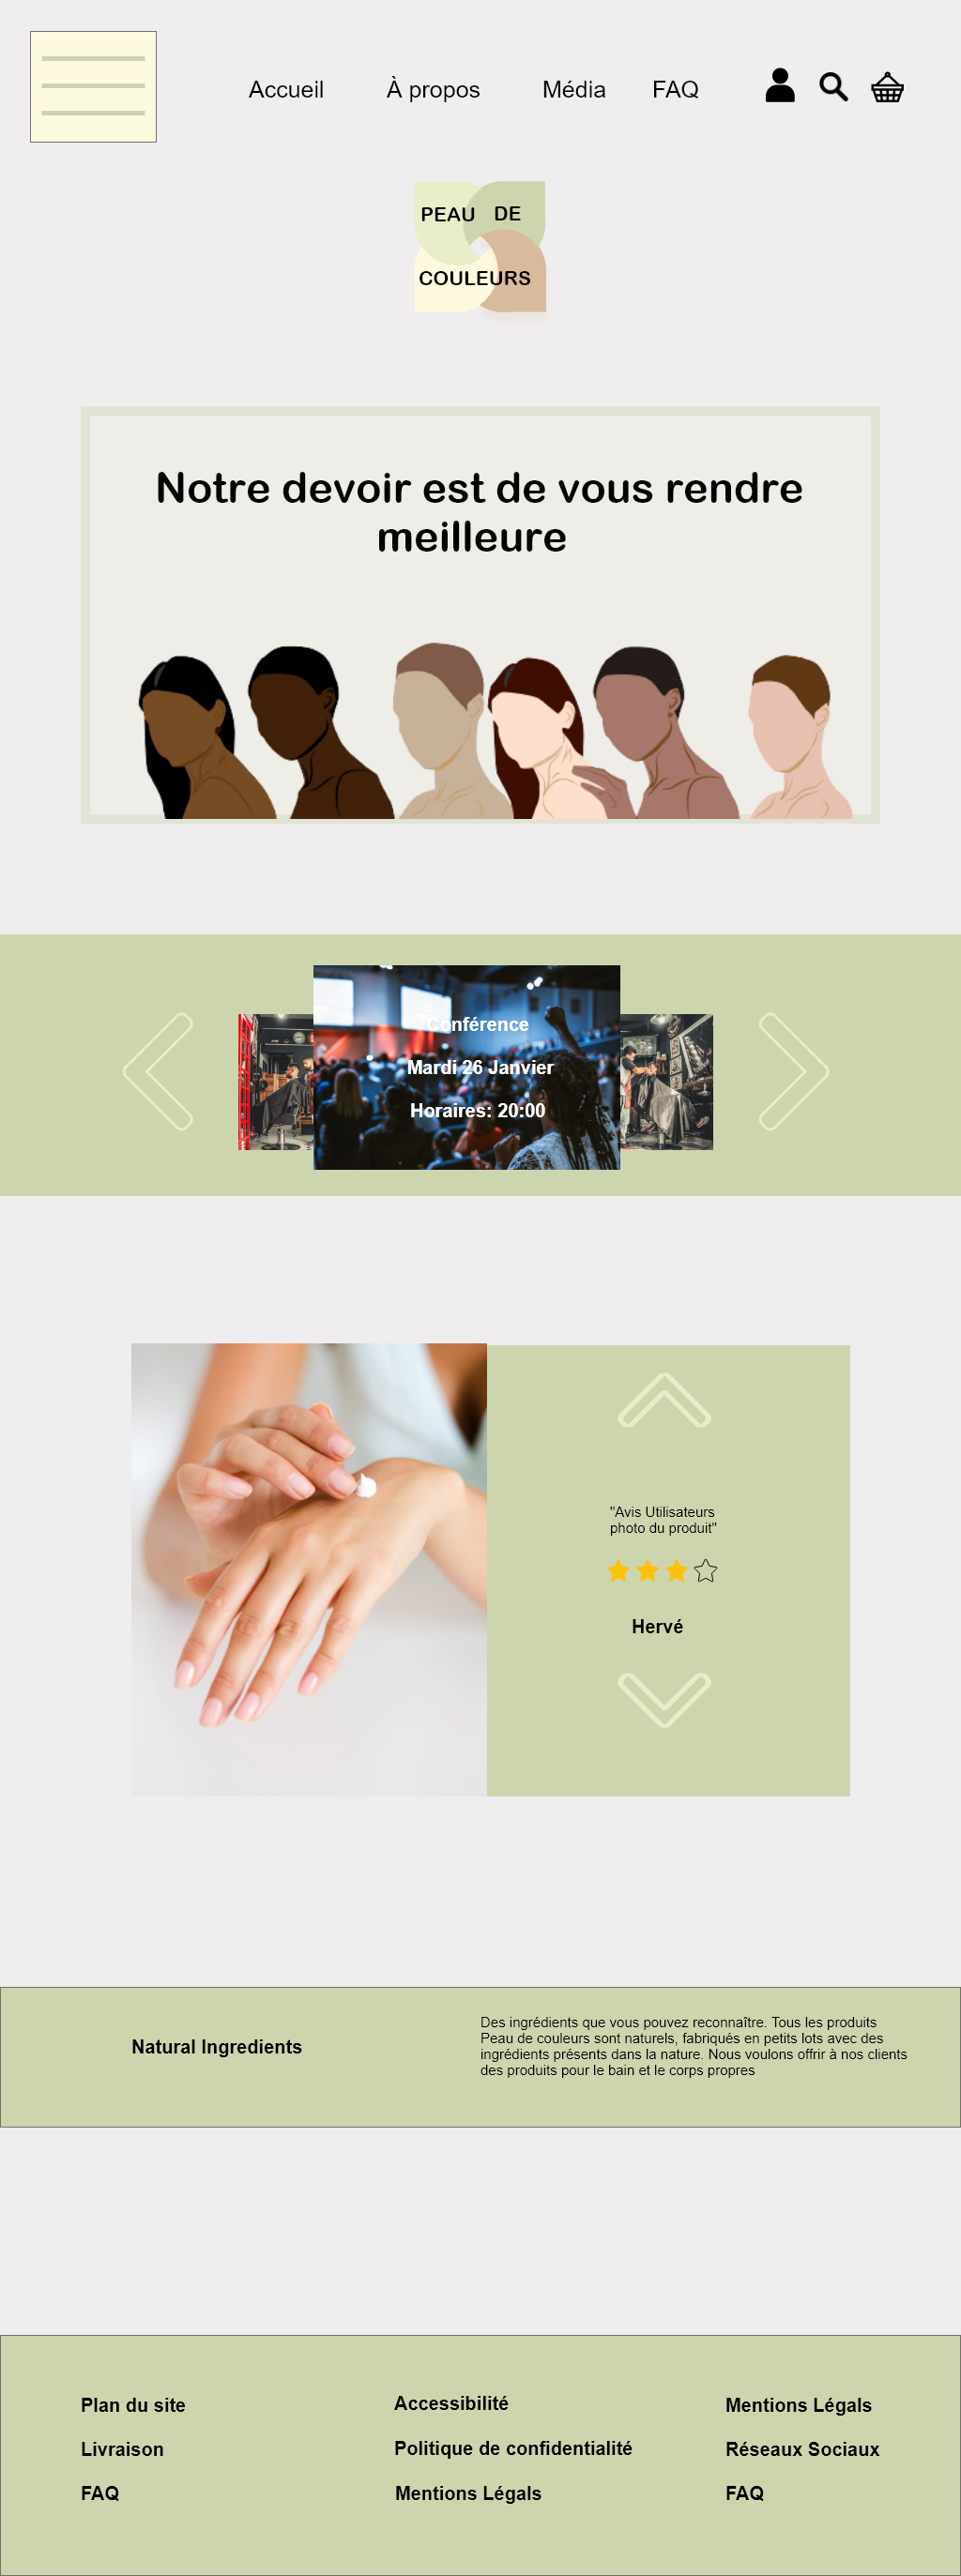 Accueil À propos Média FAQ
PEAU DE
COULEURS
Notre devoir est de vous rendre
meilleure
Conférence
Mardi 26 Janvier
Horaires: 20:00
"Avis Utilisateurs
photo du produit"
Hervé
Natural Ingredients
Des ingrédients que vous pouvez reconnaître. Tous les produits
Peau de couleurs sont naturels, fabriqués en petits lots avec des
ingrédients présents dans la nature. Nous voulons offrir à nos clients
des produits pour le bain et le corps propres
Plan du site
Livraison
FAQ
Accessibilité
Politique de confidentialité
Mentions Légals
Mentions Légals
Réseaux Sociaux
FAQ